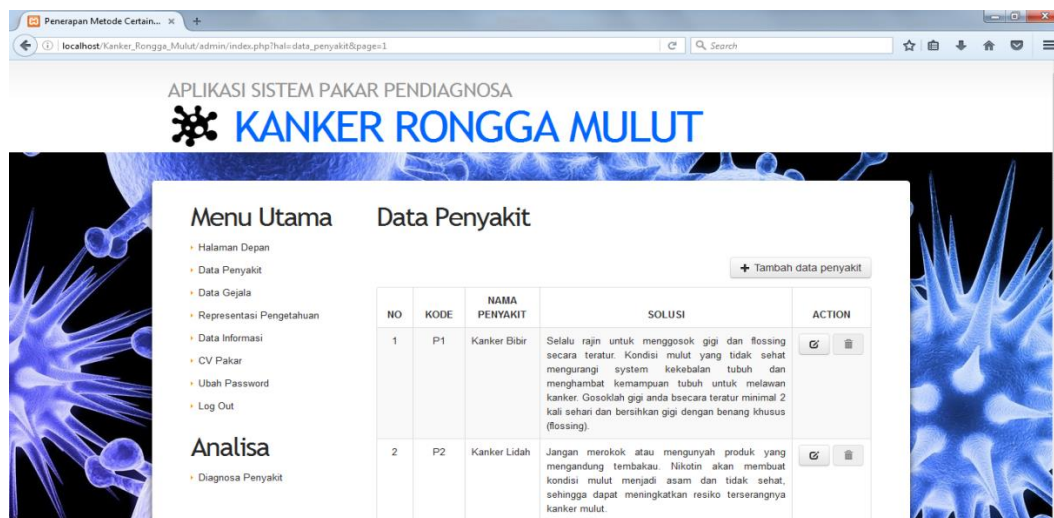 Penerapan Metode Certain...
localhost/Kanker_Rongga_Mulut/admin/index.php?hal=data_penyakit&page=1
Search
APLIKASI SISTEM PAKAR PENDIAGNOSA
KANKER RONGGA MULUT
Menu Utama
Halaman Depan
Data Penyakit
Data Gejala
Representasi Pengetahuan
Data Informasi
CV Pakar
Ubah Password
Log Out
Analisa
Diagnosa Penyakit
Data Penyakit
Tambah data penyakit
NO KODE NAMA PENYAKIT SOLUSI ACTION
1 P1 Kanker Bibir
Selalu rajin untuk menggosok gigi dan flossing
secara teratur. Kondisi mulut yang tidak sehat
mengurangi system kekebalan tubuh dan
menghambat kemampuan tubuh untuk melawan
kanker. Gosoklah gigi anda bsecara teratur minimal 2
kali sehari dan bersihkan gigi dengan benang khusus
(flossing).
2 P2 Kanker Lidah
Jangan merokok atau mengunyah produk yang
mengandung tembakau. Nikotin akan membuat
kondisi mulut menjadi asam dan tidak sehat,
sehingga dapat meningkatkan resiko terserangnya
kanker mulut.